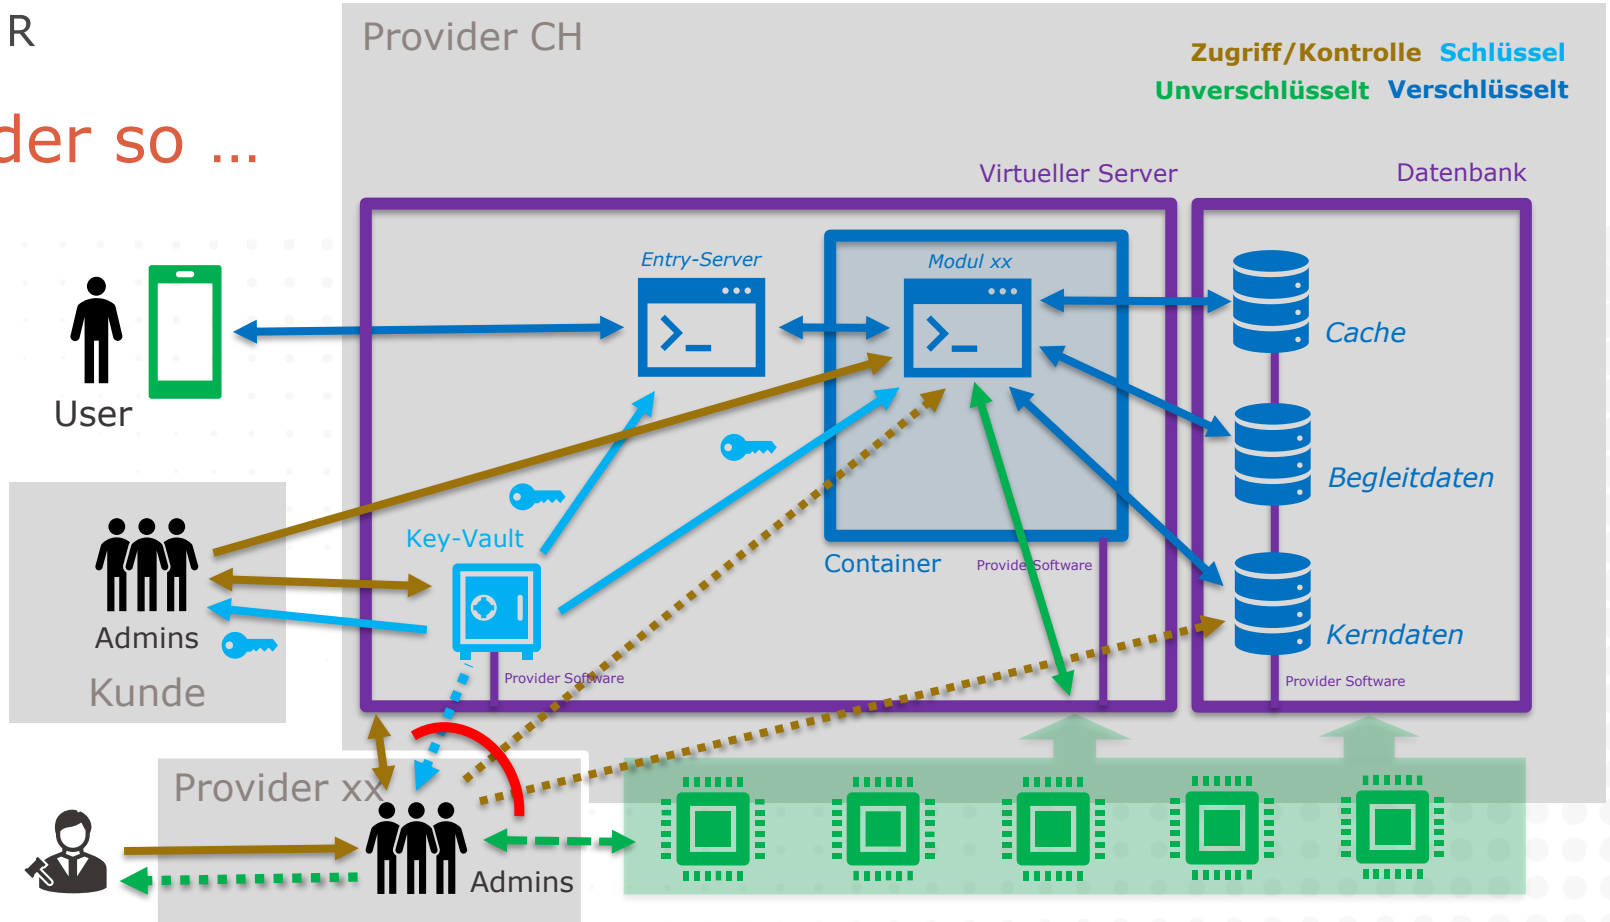 R
Provider CH
Zugriff/Kontrolle Schlüssel
Unverschlüsselt Verschlüsselt
der so ...
Virtueller Server
Datenbank
Entry-Server
Modul xx
Cache
User
Begleitdaten
Key-Vault
Container
Provider Software
Admins
Kerndaten
Kunde
Provider Software
Provider Software
Provider xx
Admins